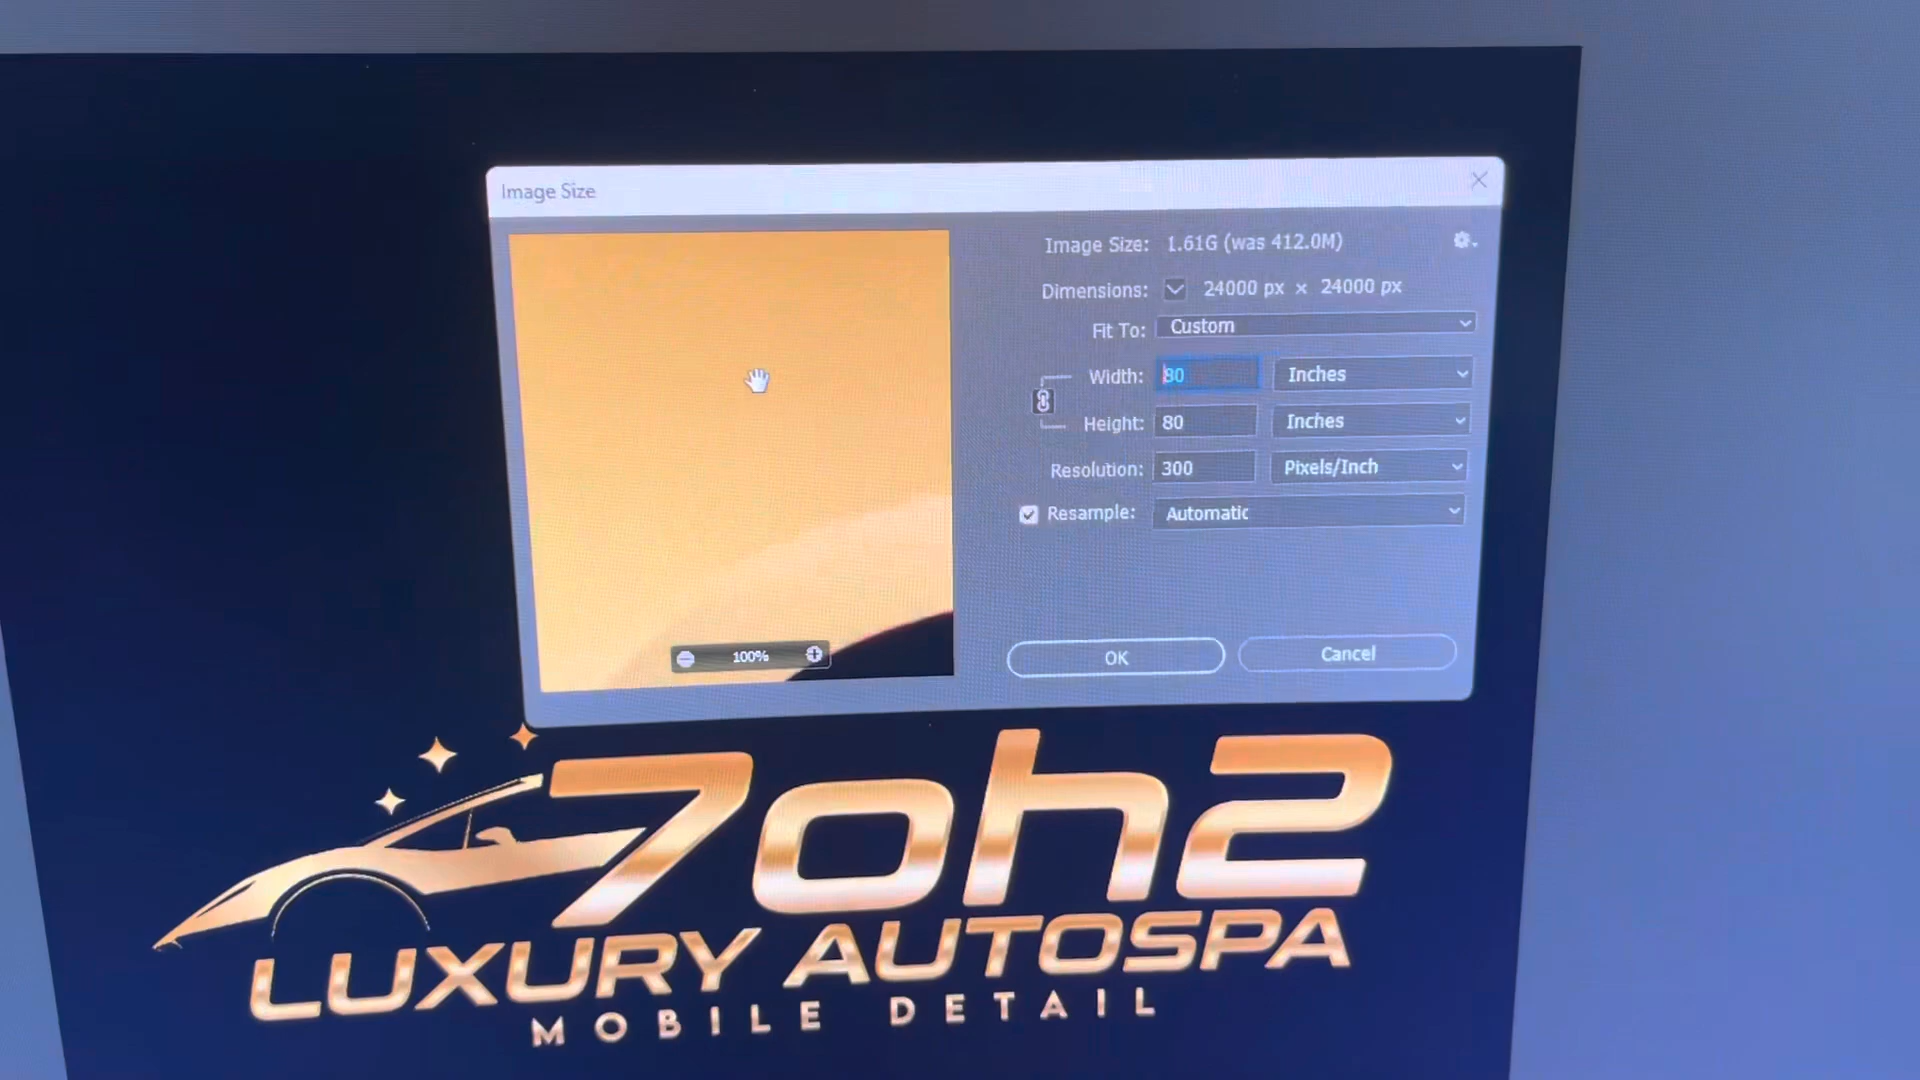 Image Size
Image Size: 1.61G (was 412.0M)
Dimensions: 24000 px × 24000 px
Fit To: Custom
Width: 80 Inches
Height: 80 Inches
Resolution: 300 Pixels/Inch
Resample: Automatic
100%
OK Cancel
7oh2
LUXURY AUTOSPA
MOBILE DETAIL